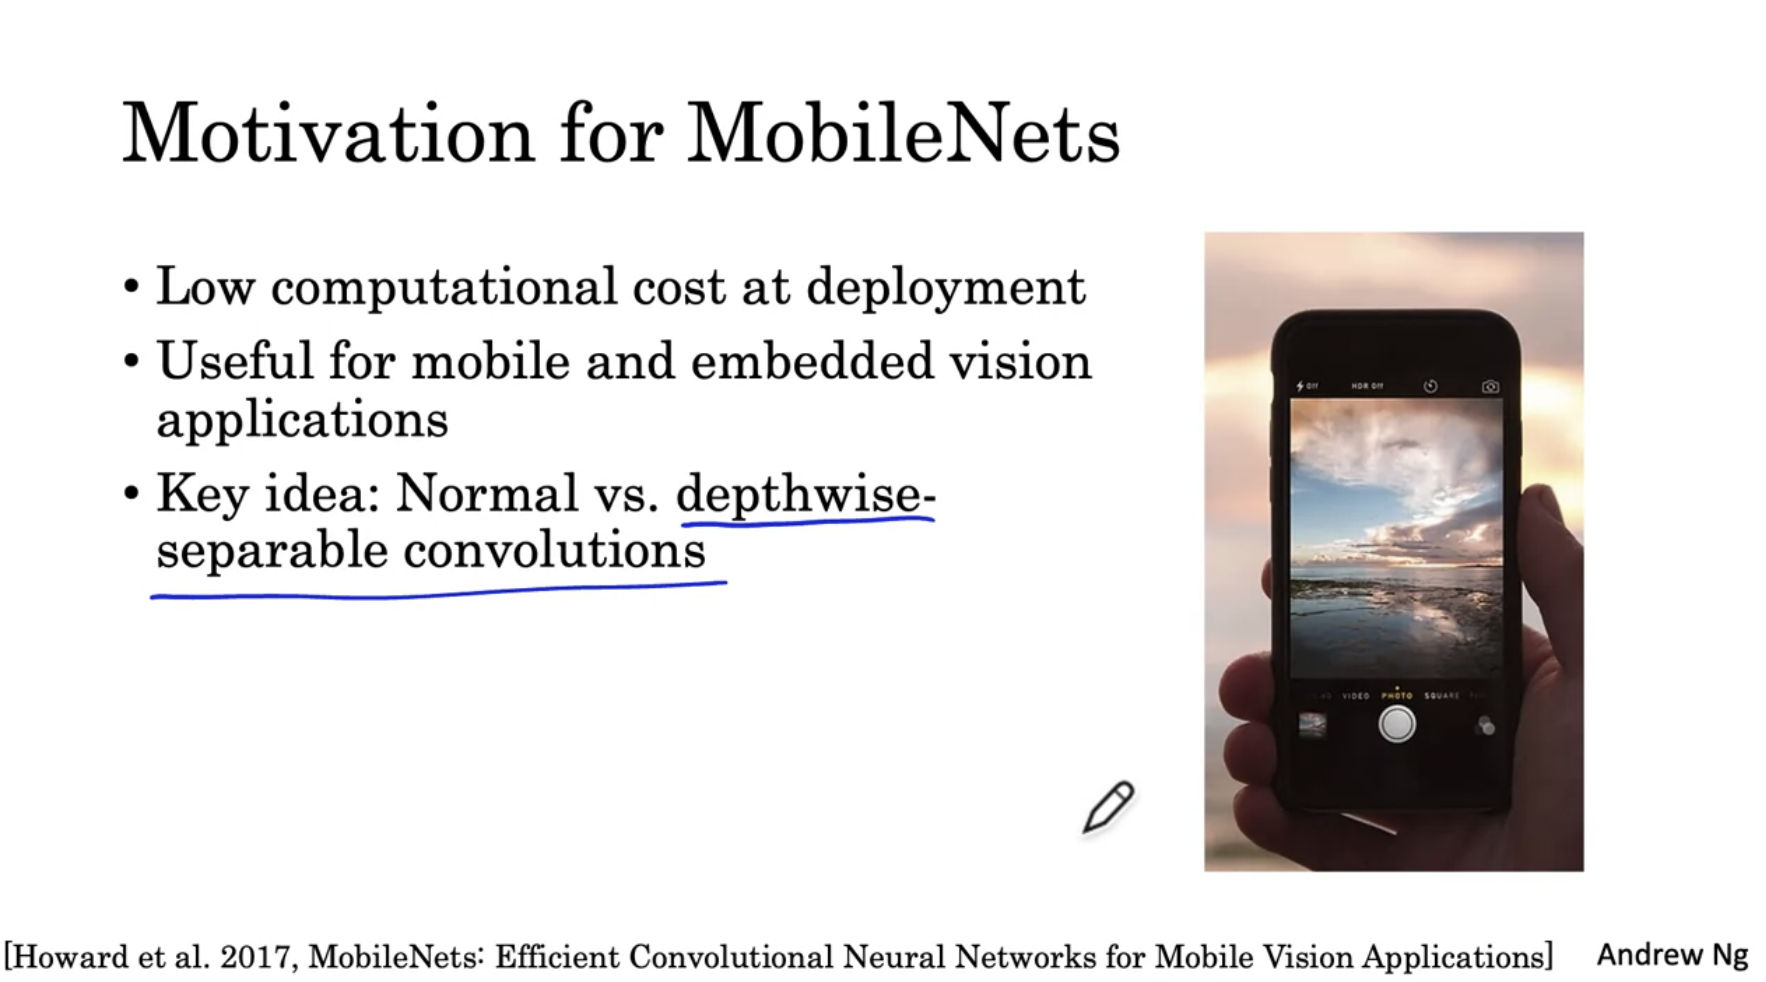 Motivation for MobileNets
• Low computational cost at deployment
• Useful for mobile and embedded vision
applications
• Key idea: Normal vs. depthwise-
separable convolutions
Off
HDR Off
VIDEO PHOTO SQUARE
[Howard et al. 2017, MobileNets: Efficient Convolutional Neural Networks for Mobile Vision Applications]
Andrew Ng